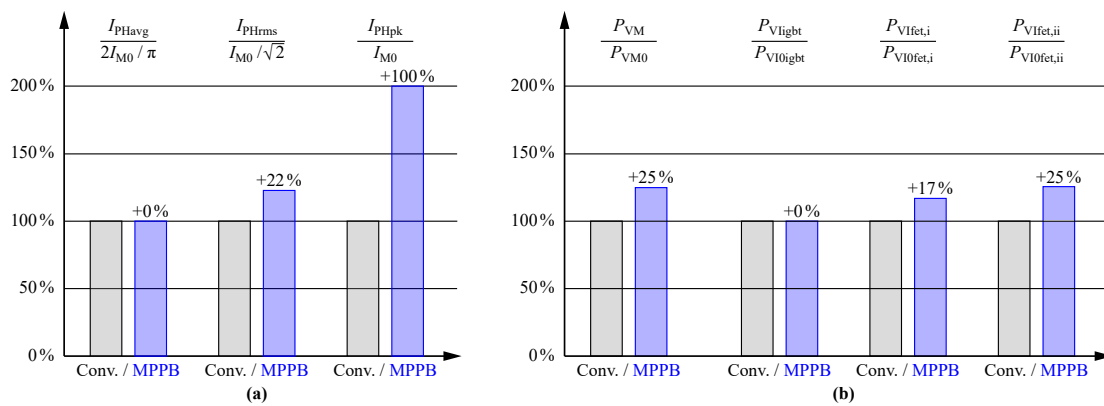 I_PHavg / 2I_M0 / π
I_PHrms / I_M0 / √2
I_PHpk / I_M0
+100%
200%
150%
+22%
+0%
100%
50%
0%
Conv. / MPPB Conv. / MPPB Conv. / MPPB
(a)
P_VM / P_VM0
P_VIigbt / P_VI0igbt
P_VIfet,i / P_VI0fet,i
P_VIfet,ii / P_VI0fet,ii
200%
150%
+25%
+0%
+17%
+25%
100%
50%
0%
Conv. / MPPB Conv. / MPPB Conv. / MPPB Conv. / MPPB
(b)